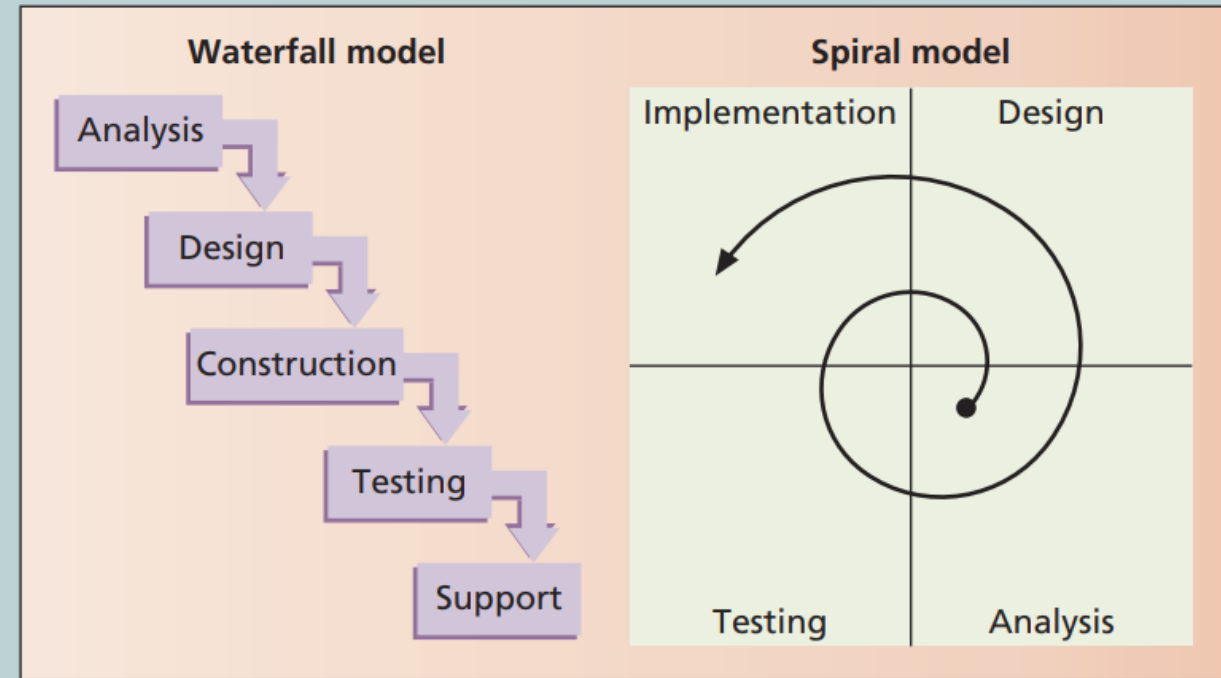 Waterfall model
Analysis
Design
Construction
Testing
Support
Spiral model
Implementation
Design
Testing
Analysis